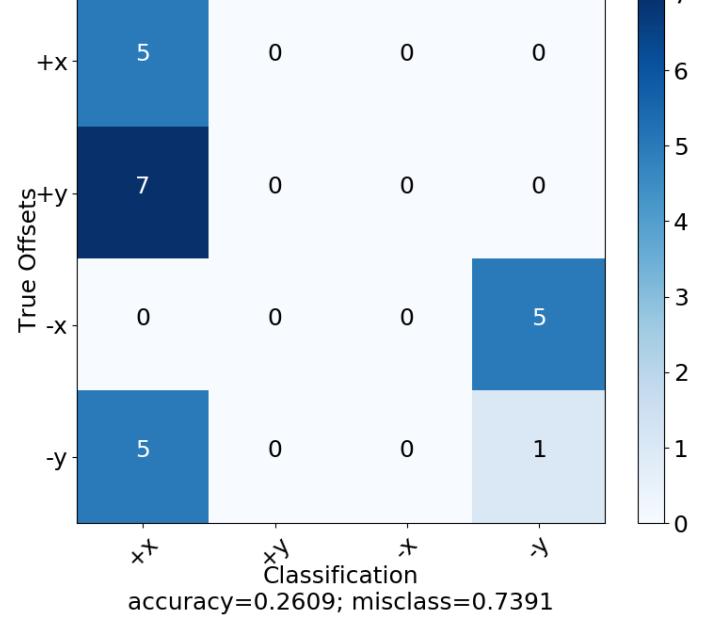 7
+x 5 0 0 0
6
5
+y 7 0 0 0
4
True Offsets
3
-x 0 0 0 5
2
-y 5 0 0 1
1
0
+x +y -x -y
Classification
accuracy=0.2609; misclass=0.7391